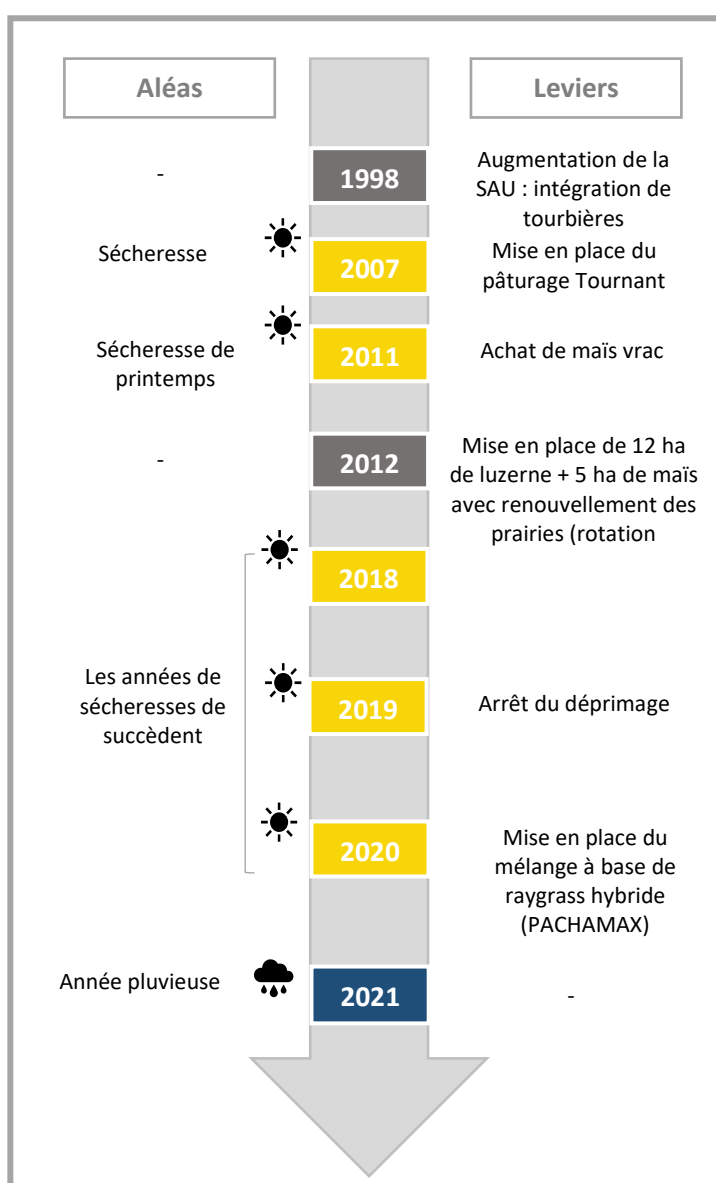 Aléas
Leviers
-
1998
Augmentation de la
SAU : intégration de
tourbières
Sécheresse
2007
Mise en place du
pâturage Tournant
Sécheresse de
printemps
2011
Achat de maïs vrac
-
2012
Mise en place de 12 ha
de luzerne + 5 ha de maïs
avec renouvellement des
prairies (rotation
2018
Les années de
sécheresses de
succèdent
2019
Arrêt du déprimage
2020
Mise en place du
mélange à base de
raygrass hybride
(PACHAMAX)
Année pluvieuse
2021
-